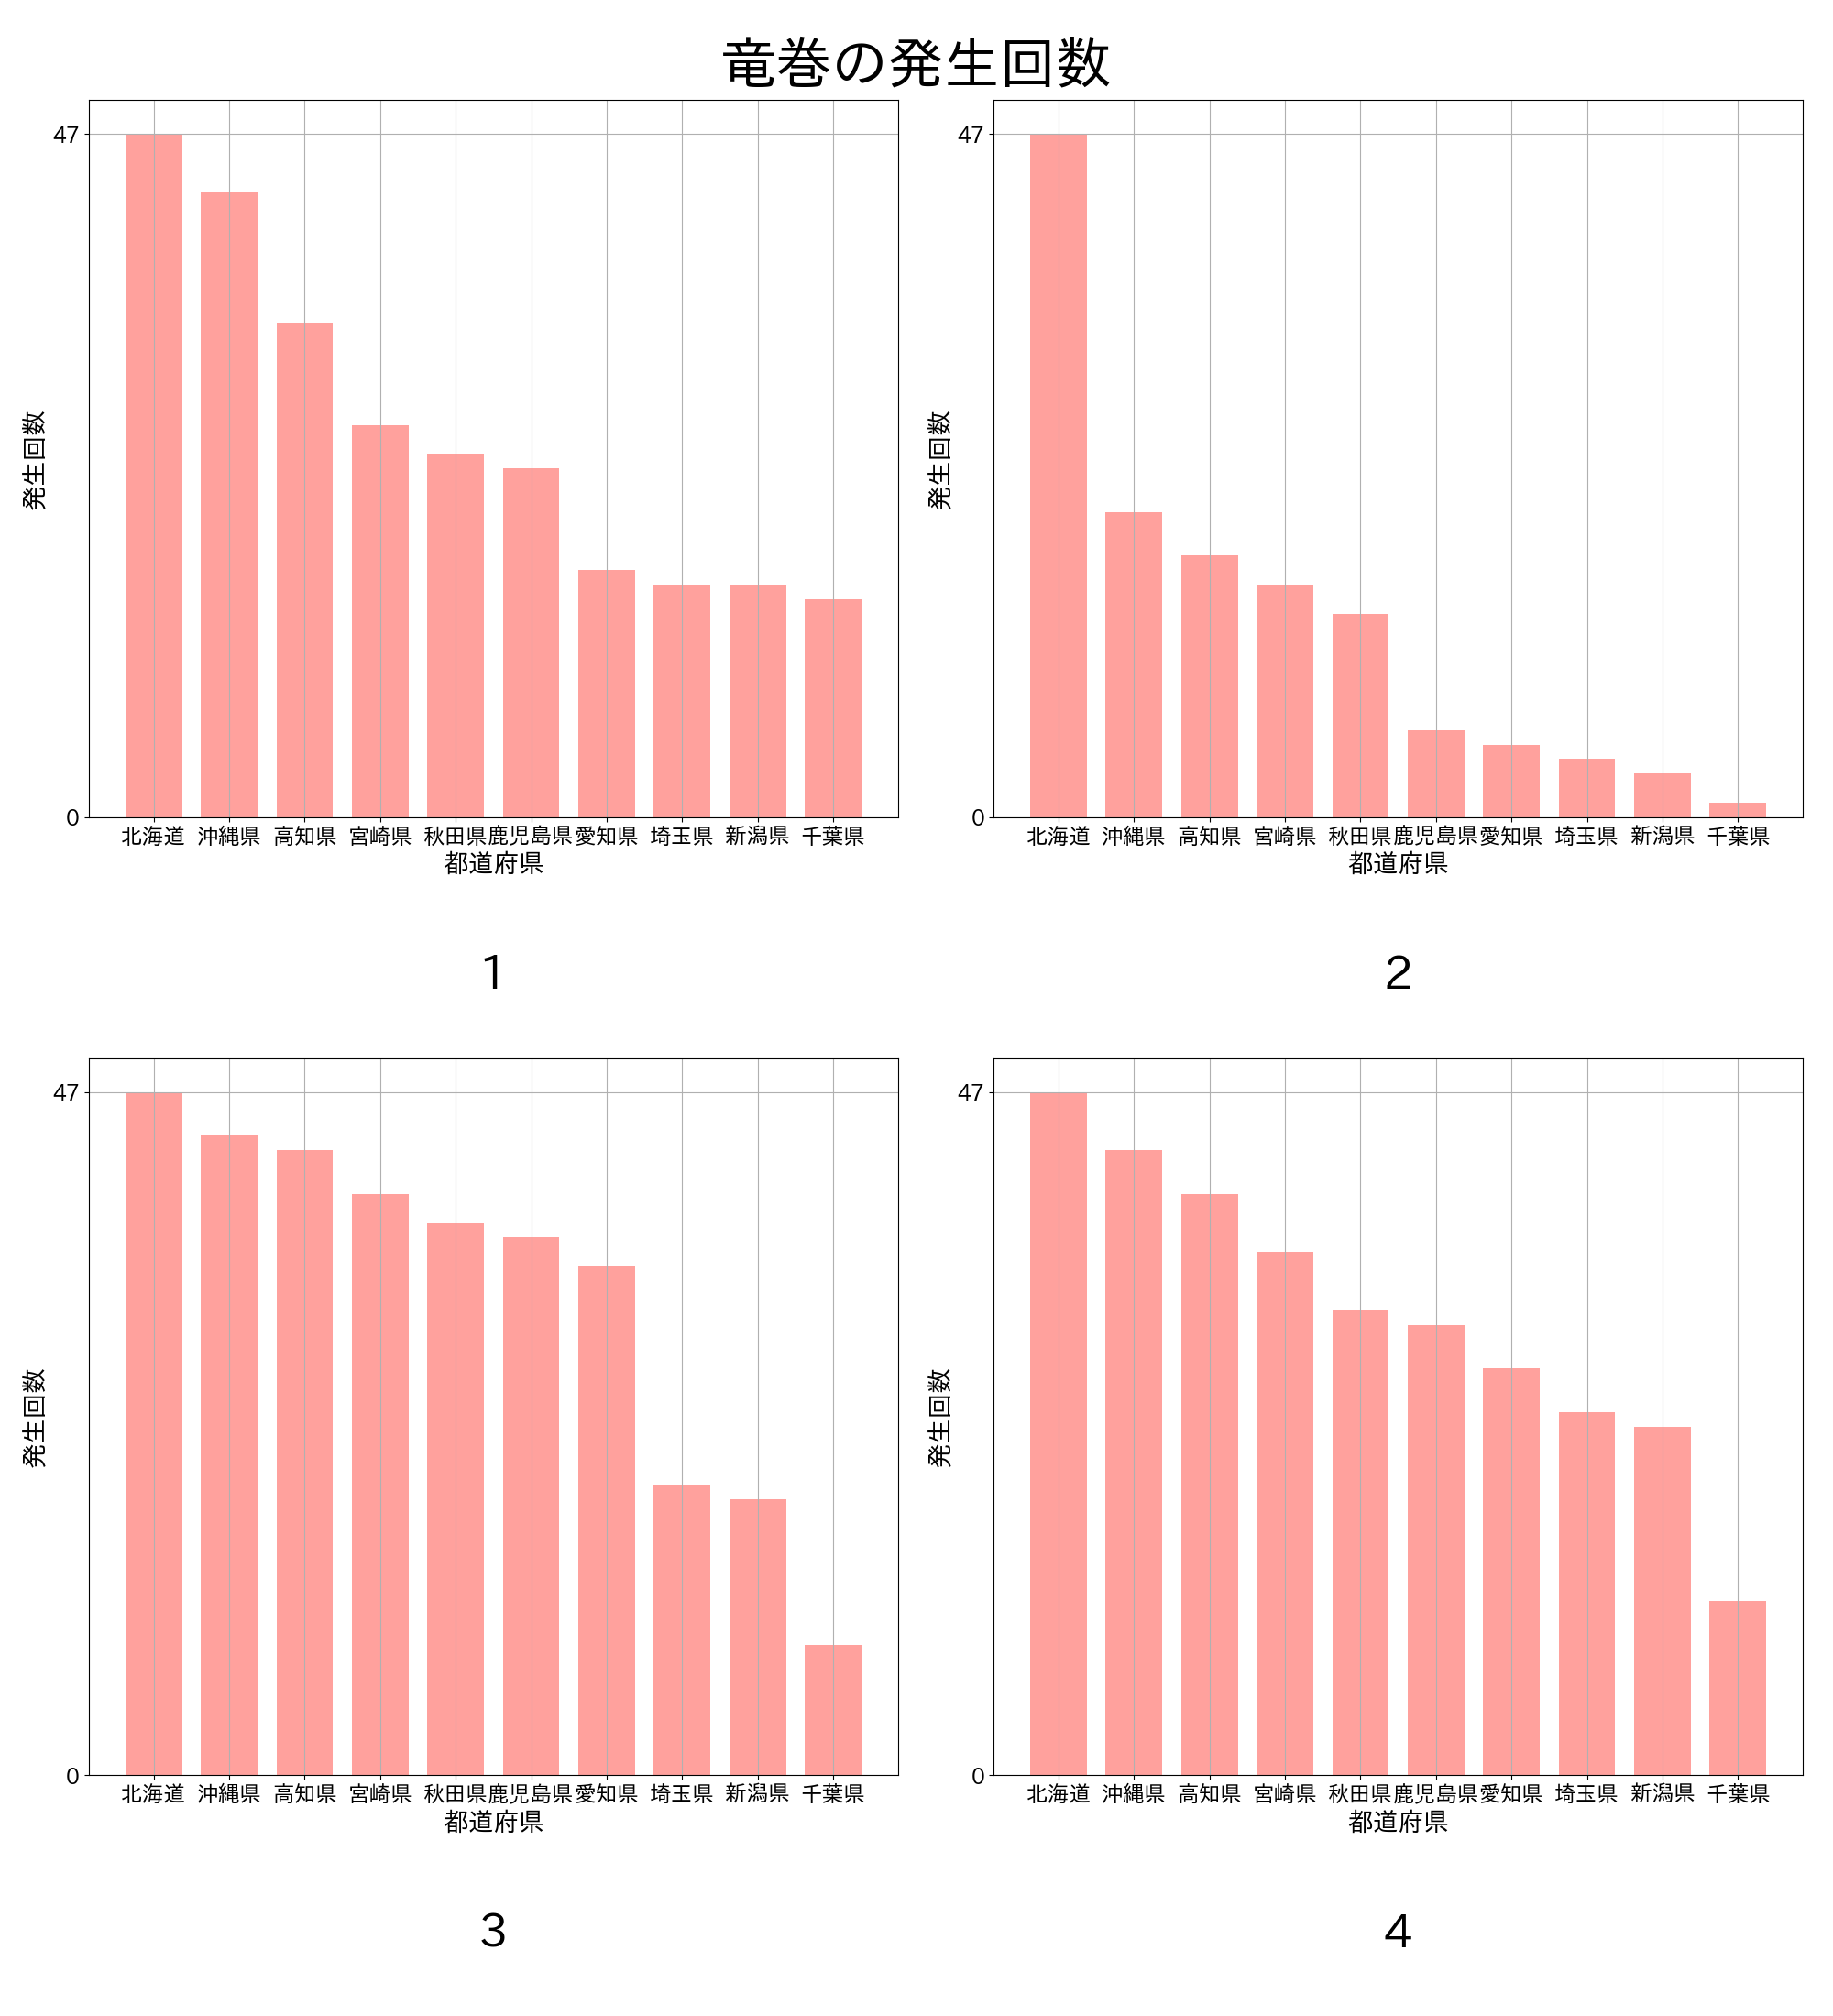 竜巻の発生回数
47
0
発生回数
北海道 沖縄県 高知県 宮崎県 秋田県 鹿児島県 愛知県 埼玉県 新潟県 千葉県
都道府県
1
47
0
発生回数
北海道 沖縄県 高知県 宮崎県 秋田県 鹿児島県 愛知県 埼玉県 新潟県 千葉県
都道府県
2
47
0
発生回数
北海道 沖縄県 高知県 宮崎県 秋田県 鹿児島県 愛知県 埼玉県 新潟県 千葉県
都道府県
3
47
0
発生回数
北海道 沖縄県 高知県 宮崎県 秋田県 鹿児島県 愛知県 埼玉県 新潟県 千葉県
都道府県
4